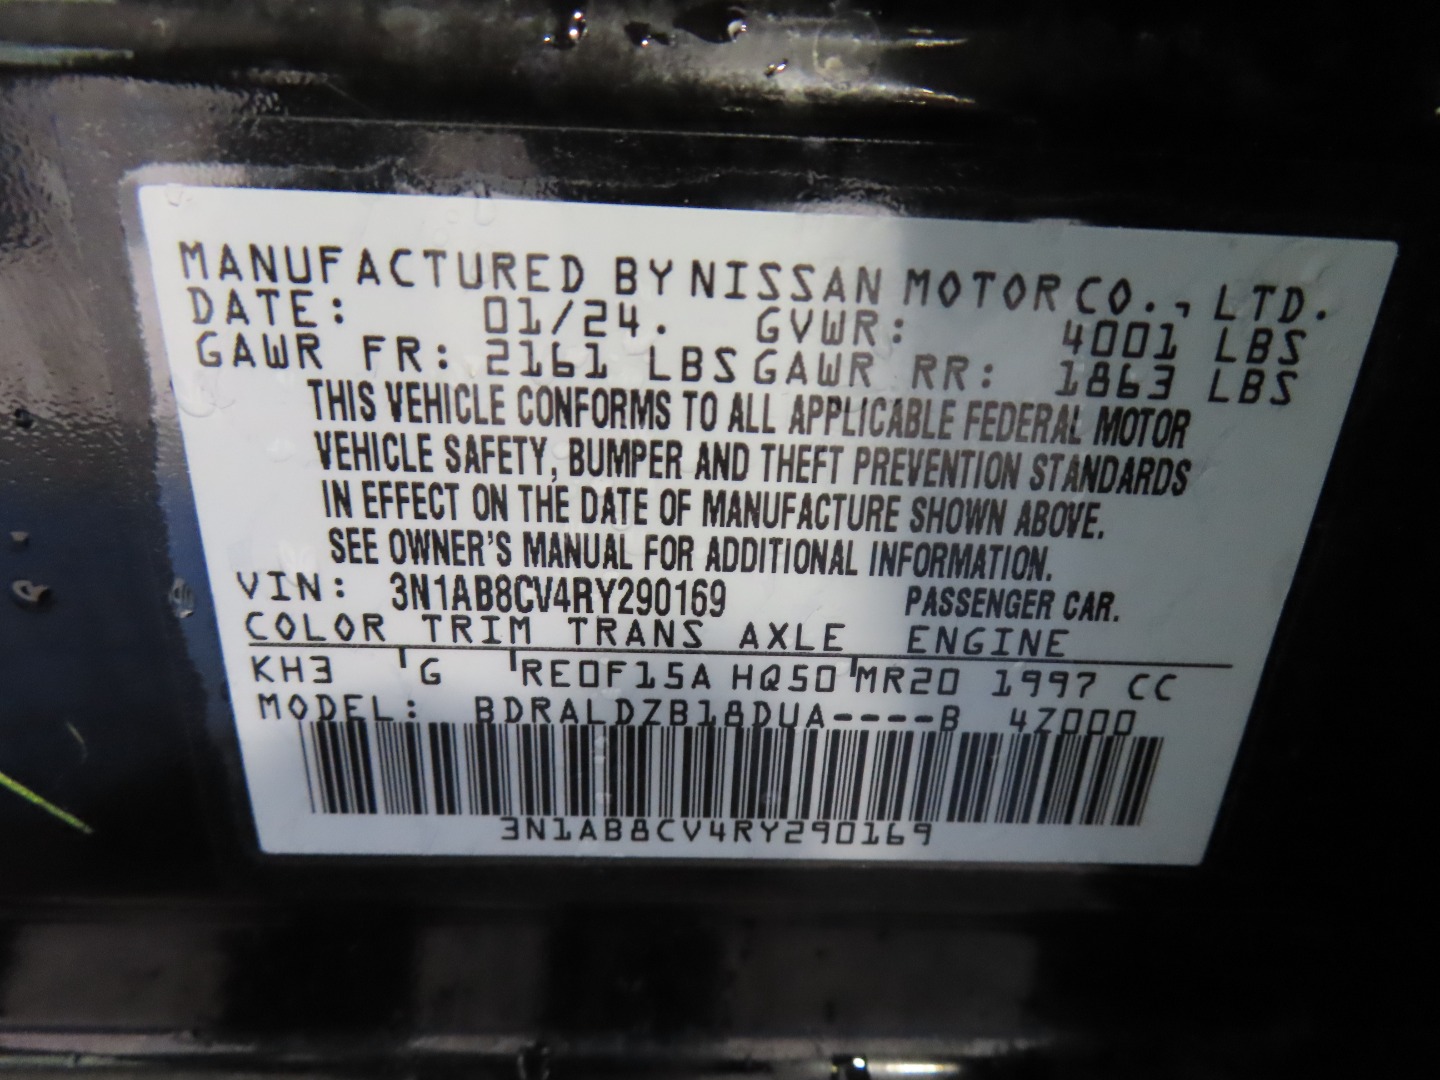 MANUFACTURED BY NISSAN MOTOR CO., LTD.
DATE: 01/24. GVWR: 4001 LBS
GAWR FR: 2161 LBS GAWR RR: 1863 LBS
THIS VEHICLE CONFORMS TO ALL APPLICABLE FEDERAL MOTOR
VEHICLE SAFETY, BUMPER AND THEFT PREVENTION STANDARDS
IN EFFECT ON THE DATE OF MANUFACTURE SHOWN ABOVE.
SEE OWNER'S MANUAL FOR ADDITIONAL INFORMATION.
VIN: 3N1AB8CV4RY290169 PASSENGER CAR.
COLOR TRIM TRANS AXLE ENGINE
KH3 G RE0F15A HQ50 MR20 1997 CC
MODEL: BDRALDZB18DUA----B 4Z000
3N1AB8CV4RY290169